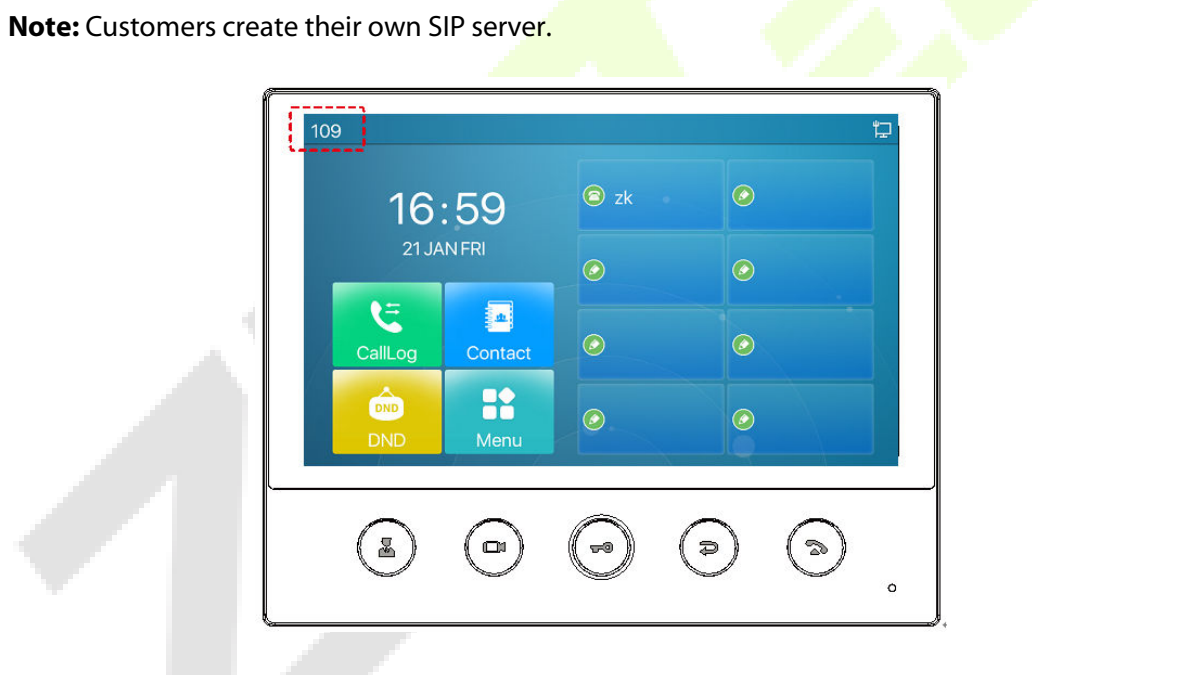 Note: Customers create their own SIP server.
109
16:59
21 JAN FRI
zk
CallLog
Contact
DND
DND
Menu